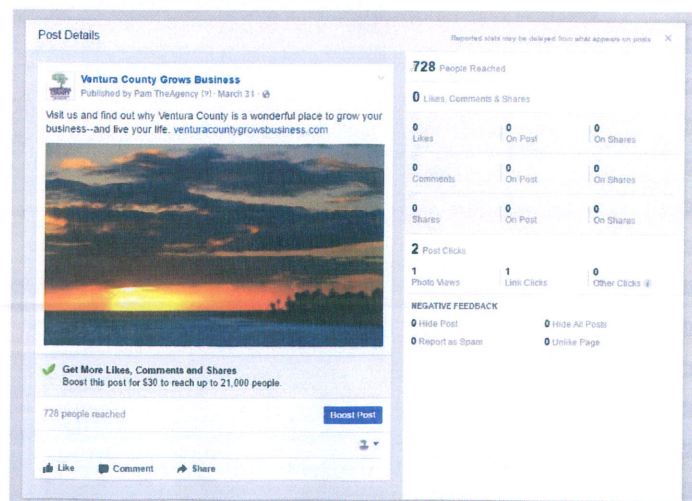 Post Details
Reported stats may be delayed from what appears on posts
Ventura County Grows Business
Published by Pam TheAgency [?] · March 31 ·
Visit us and find out why Ventura County is a wonderful place to grow your
business--and live your life. venturacountygrowsbusiness.com
Get More Likes, Comments and Shares
Boost this post for $30 to reach up to 21,000 people.
728 people reached
Boost Post
Like Comment Share
728 People Reached
0 Likes, Comments & Shares
0 0 0
Likes On Post On Shares
0 0 0
Comments On Post On Shares
0 0 0
Shares On Post On Shares
2 Post Clicks
1 1 0
Photo Views Link Clicks Other Clicks
NEGATIVE FEEDBACK
0 Hide Post 0 Hide All Posts
0 Report as Spam 0 Unlike Page